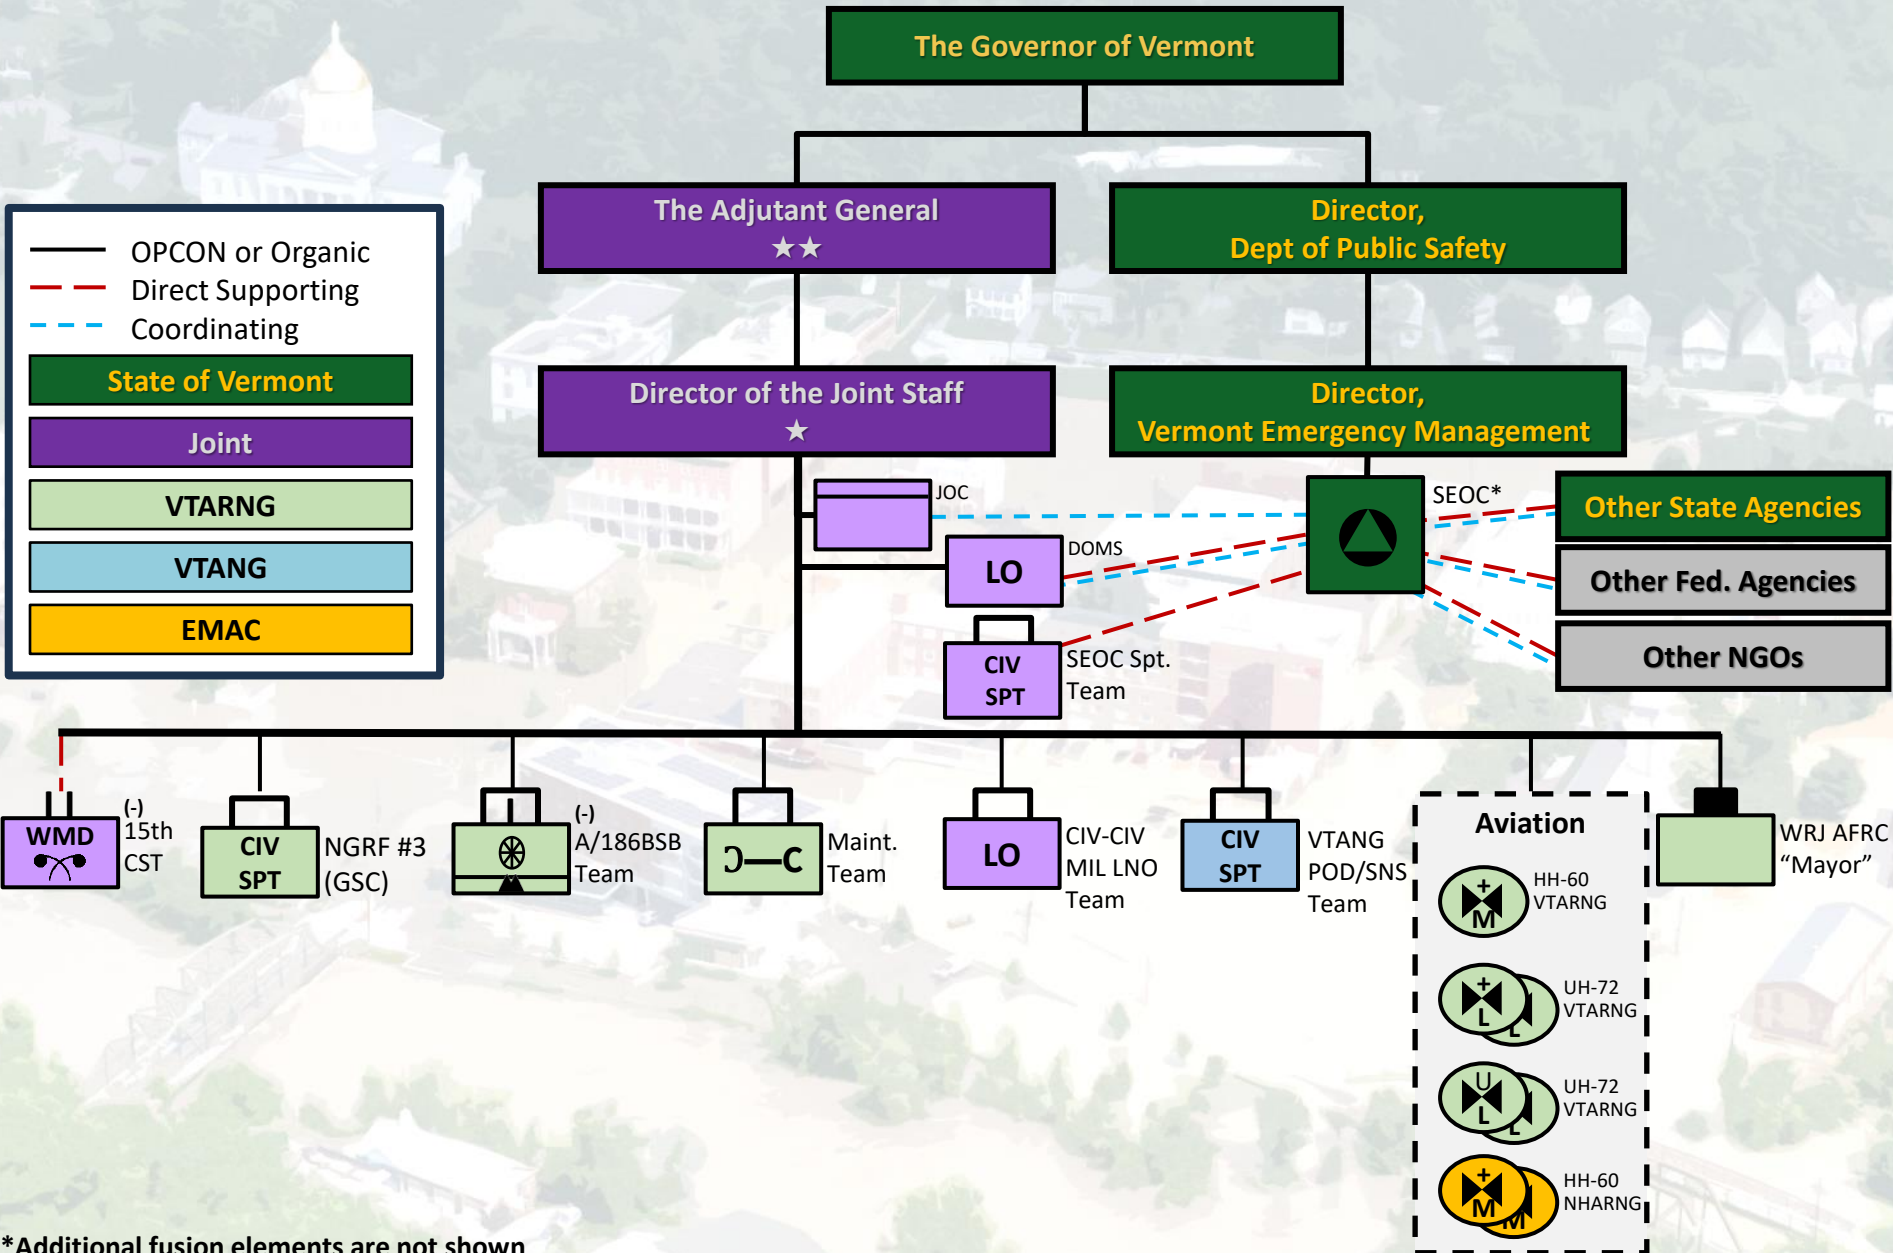 The Governor of Vermont
The Adjutant General
★★
Director,
Dept of Public Safety
OPCON or Organic
Direct Supporting
Coordinating
State of Vermont
Joint
VTARNG
VTANG
EMAC
Director of the Joint Staff
★
Director,
Vermont Emergency Management
JOC
SEOC*
LO
DOMS
CIV
SPT
SEOC Spt.
Team
Other State Agencies
Other Fed. Agencies
Other NGOs
WMD
(-)
15th
CST
CIV
SPT
NGRF #3
(GSC)
(-)
A/186BSB
Team
C
Maint.
Team
LO
CIV-CIV
MIL LNO
Team
CIV
SPT
VTANG
POD/SNS
Team
Aviation
+
M
HH-60
VTARNG
+
L
L
UH-72
VTARNG
U
L
L
UH-72
VTARNG
+
M
M
HH-60
NHARNG
WRJ AFRC
“Mayor”
*Additional fusion elements are not shown